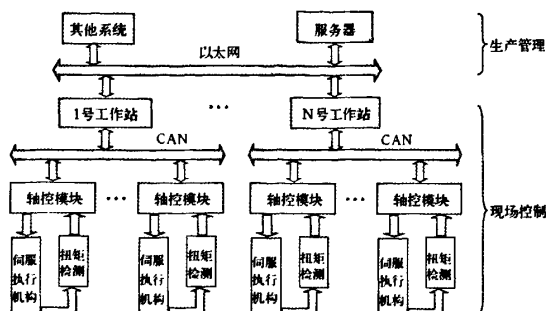 其他系统
服务器
生产管理
以太网
1号工作站
···
N号工作站
CAN
CAN
轴控模块
···
轴控模块
轴控模块
···
轴控模块
现场控制
伺服执行机构
扭矩检测
伺服执行机构
扭矩检测
伺服执行机构
扭矩检测
伺服执行机构
扭矩检测